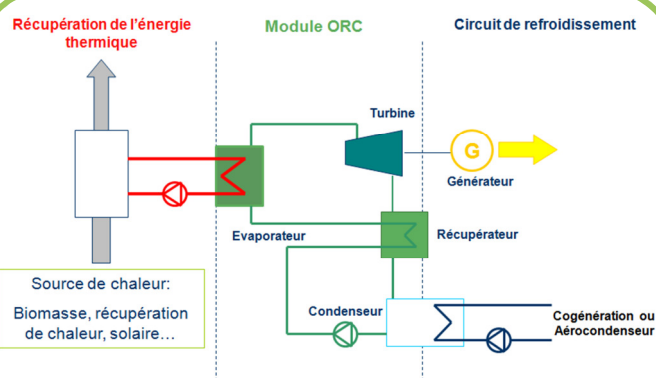 Récupération de l'énergie
thermique
Module ORC
Circuit de refroidissement
Turbine
G
Générateur
Evaporateur
Récupérateur
Source de chaleur:
Biomasse, récupération
de chaleur, solaire…
Condenseur
Cogénération ou
Aérocondenseur